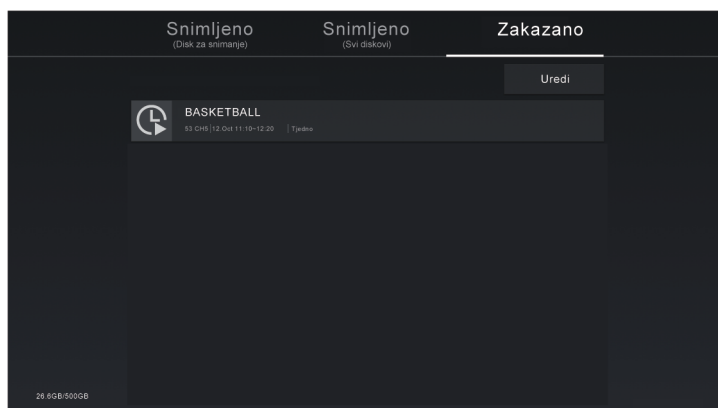 Snimljeno
(Disk za snimanje)
Snimljeno
(Svi diskovi)
Zakazano
Uredi
BASKETBALL
53 CH5 | 12.Oct 11:10~12:20 | Tjedno
26.6GB/500GB